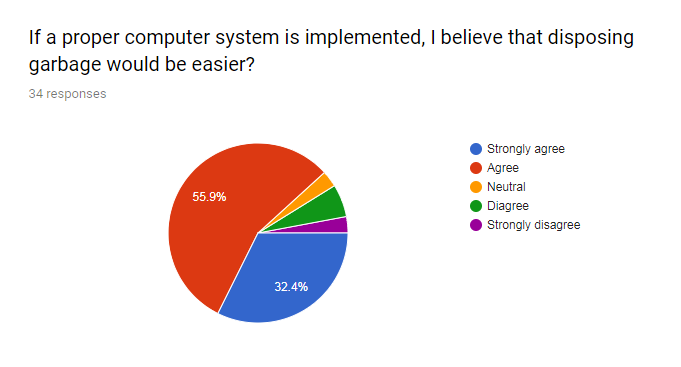 If a proper computer system is implemented, I believe that disposing
garbage would be easier?
34 responses
55.9%
32.4%
Strongly agree
Agree
Neutral
Diagree
Strongly disagree